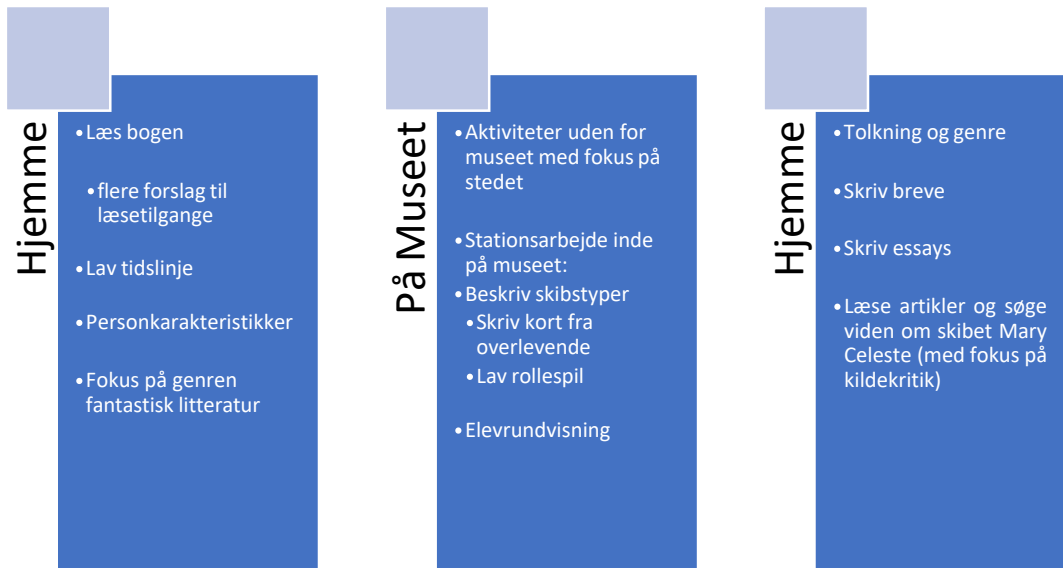 Hjemme
•Læs bogen
•flere forslag til
læsetilgange
•Lav tidslinje
•Personkarakteristikker
•Fokus på genren
fantastisk litteratur
På Museet
•Aktiviteter uden for
museet med fokus på
stedet
•Stationsarbejde inde
på museet:
•Beskriv skibstyper
•Skriv kort fra
overlevende
•Lav rollespil
•Elevrundvisning
Hjemme
•Tolkning og genre
•Skriv breve
•Skriv essays
•Læse artikler og søge
viden om skibet Mary
Celeste (med fokus på
kildekritik)